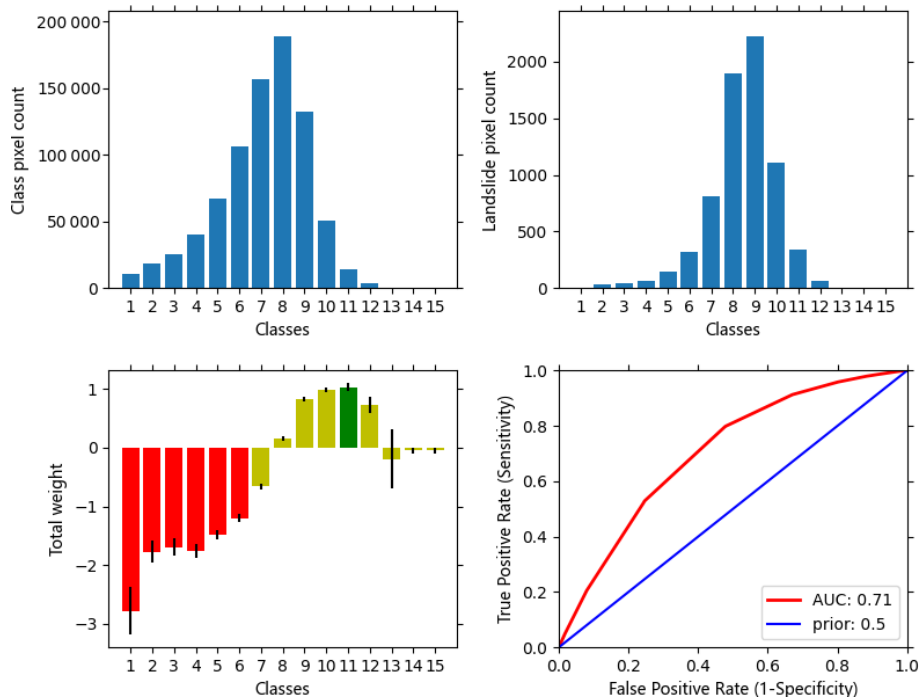 200 000
150 000
100 000
50 000
0
Class pixel count
1 2 3 4 5 6 7 8 9 10 11 12 13 14 15
Classes
2000
1500
1000
500
0
Landslide pixel count
1 2 3 4 5 6 7 8 9 10 11 12 13 14 15
Classes
1
0
−1
−2
−3
Total weight
1 2 3 4 5 6 7 8 9 10 11 12 13 14 15
Classes
1.0
0.8
0.6
0.4
0.2
0.0
True Positive Rate (Sensitivity)
AUC: 0.71
prior: 0.5
0.0 0.2 0.4 0.6 0.8 1.0
False Positive Rate (1-Specificity)